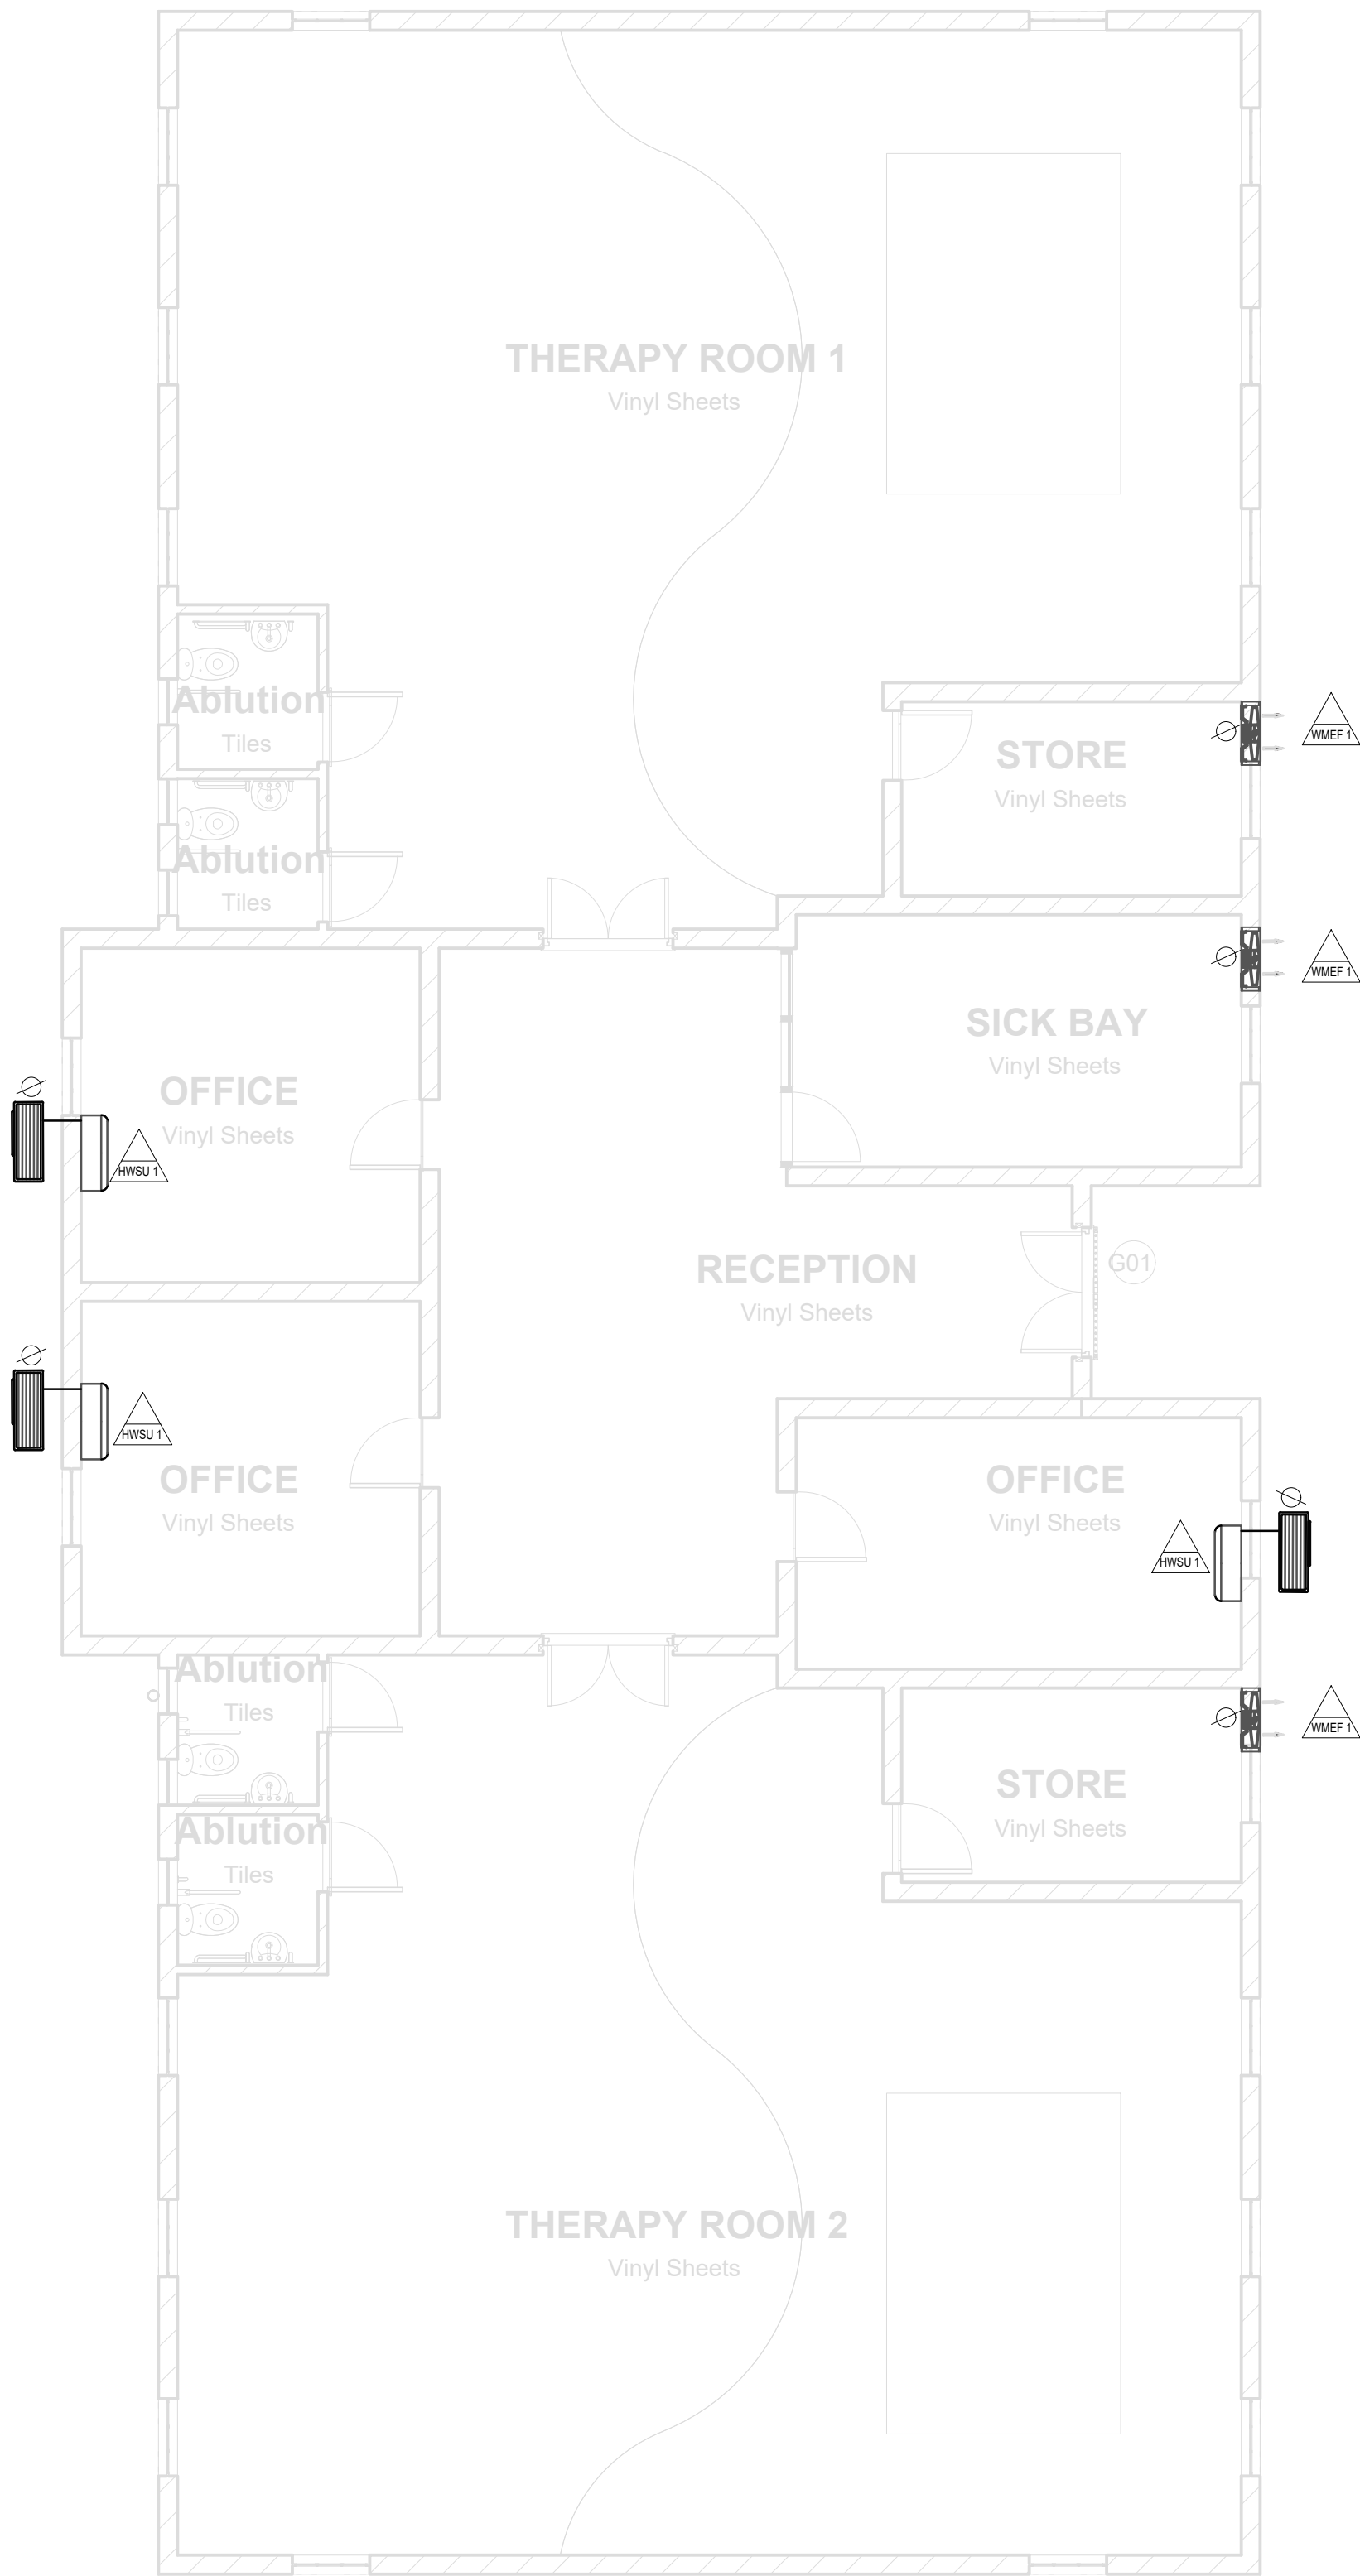 THERAPY ROOM 1
Vinyl Sheets
Ablution
Tiles
STORE
Vinyl Sheets
WMEF 1
Ablution
Tiles
WMEF 1
SICK BAY
Vinyl Sheets
OFFICE
Vinyl Sheets
HWSU 1
RECEPTION
Vinyl Sheets
G01
HWSU 1
OFFICE
Vinyl Sheets
OFFICE
Vinyl Sheets
HWSU 1
Ablution
Tiles
WMEF 1
STORE
Vinyl Sheets
Ablution
Tiles
THERAPY ROOM 2
Vinyl Sheets